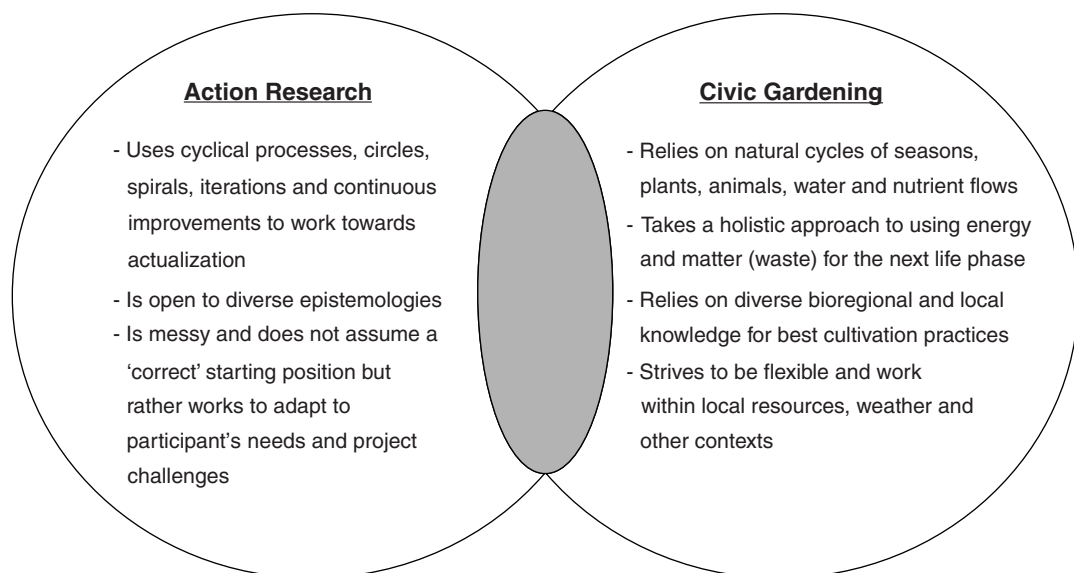 Action Research
- Uses cyclical processes, circles,
spirals, iterations and continuous
improvements to work towards
actualization
- Is open to diverse epistemologies
- Is messy and does not assume a
‘correct’ starting position but
rather works to adapt to
participant’s needs and project
challenges
Civic Gardening
- Relies on natural cycles of seasons,
plants, animals, water and nutrient flows
- Takes a holistic approach to using energy
and matter (waste) for the next life phase
- Relies on diverse bioregional and local
knowledge for best cultivation practices
- Strives to be flexible and work
within local resources, weather and
other contexts